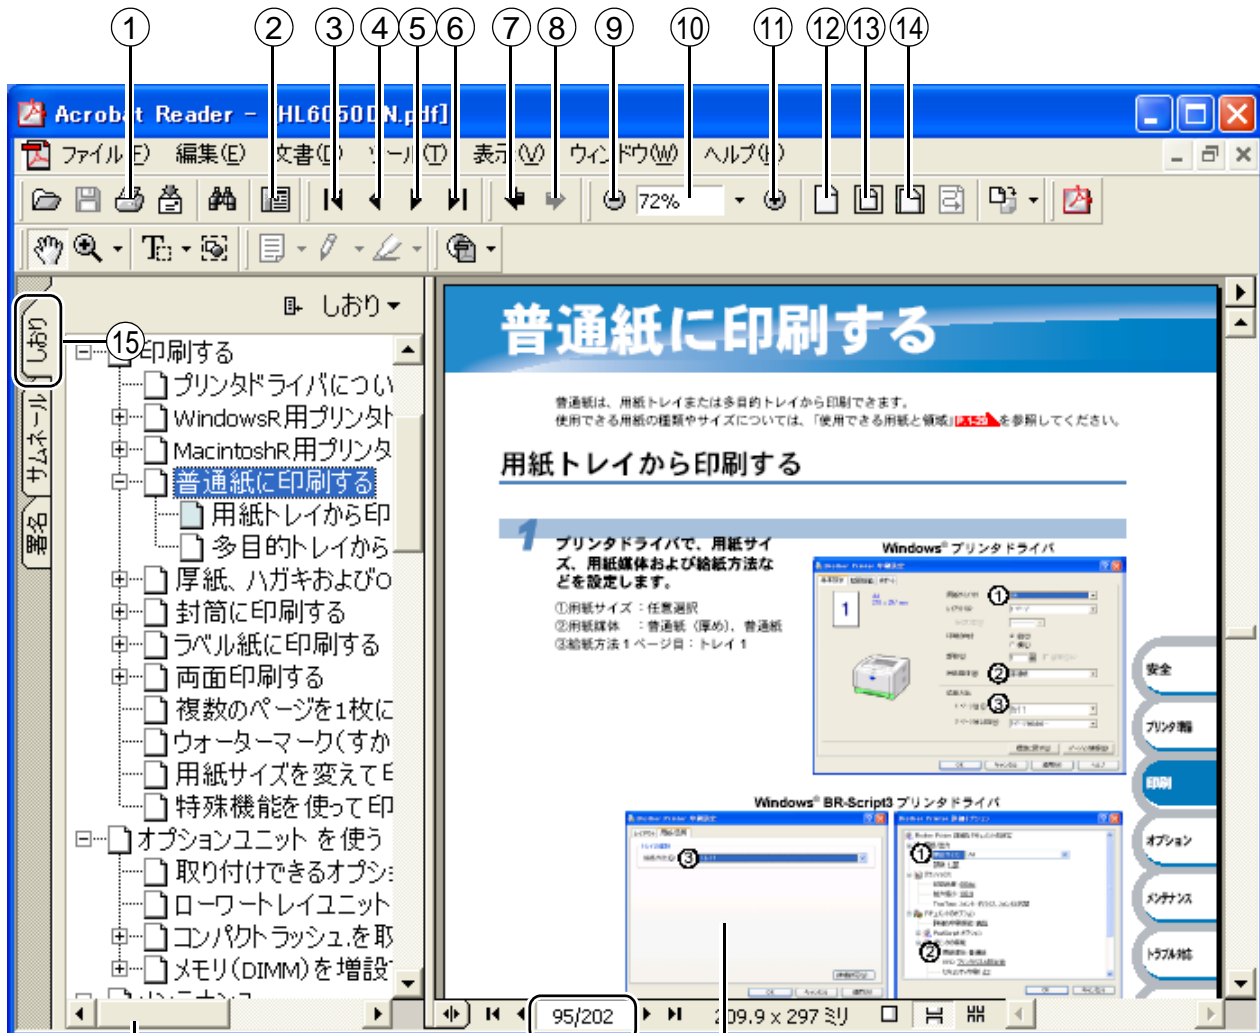 ① ② ③ ④ ⑤ ⑥ ⑦ ⑧ ⑨ ⑩ ⑪ ⑫ ⑬ ⑭
Acrobat Reader - [HL6050DN.pdf]
ファイル(F) 編集(E) 文書(D) ツール(T) 表示(V) ウィンドウ(W) ヘルプ(H)
72%
しおり
サムネール
署名
しおり
⑮
印刷する
プリンタドライバについ
WindowsR用プリンタト
MacintoshR用プリンタ
普通紙に印刷する
用紙トレイから印
多目的トレイから
厚紙、ハガキおよびO
封筒に印刷する
ラベル紙に印刷する
両面印刷する
複数のページを1枚に
ウォーターマーク(すか
用紙サイズを変えて
特殊機能を使って印
オプションユニット を使う
取り付けできるオプシ
ローワートレイユニット
コンパクトラッシュ.を取
メモリ(DIMM)を増設
普通紙に印刷する
普通紙は、用紙トレイまたは多目的トレイから印刷できます。
使用できる用紙の種類やサイズについては、「使用できる用紙と領域」を参照してください。
用紙トレイから印刷する
1
プリンタドライバで、用紙サイ
ズ、用紙媒体および給紙方法な
どを設定します。
①用紙サイズ：任意選択
②用紙媒体　：普通紙（厚め）、普通紙
③給紙方法１ページ目：トレイ１
Windows® プリンタドライバ
1
①
②
③
Windows® BR-Script3 プリンタドライバ
③
①
②
安全
プリンタ準備
印刷
オプション
メンテナンス
トラブル対応
95/202
209.9 x 297 ミリ